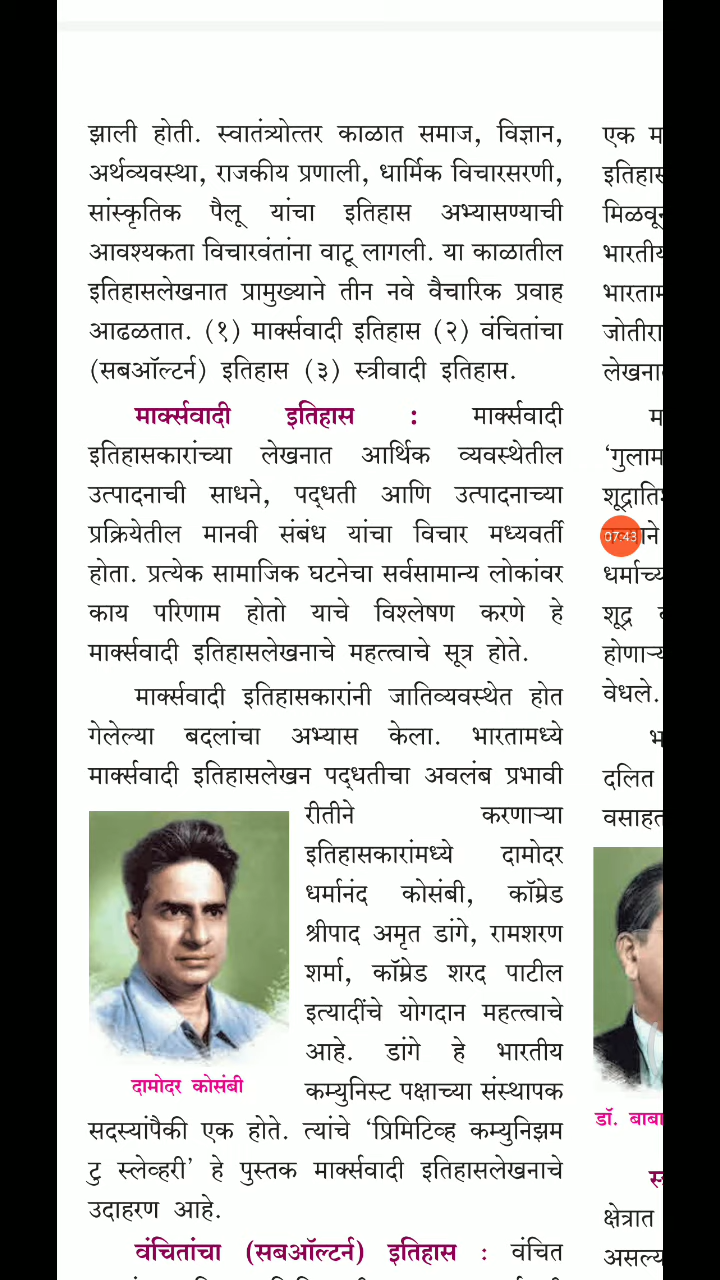 झाली होती. स्वातंत्र्योत्तर काळात समाज, विज्ञान,
अर्थव्यवस्था, राजकीय प्रणाली, धार्मिक विचारसरणी,
सांस्कृतिक पैलू यांचा इतिहास अभ्यासण्याची
आवश्यकता विचारवंतांना वाटू लागली. या काळातील
इतिहासलेखनात प्रामुख्याने तीन नवे वैचारिक प्रवाह
आढळतात. (१) मार्क्सवादी इतिहास (२) वंचितांचा
(सबऑल्टर्न) इतिहास (३) स्त्रीवादी इतिहास.
मार्क्सवादी इतिहास : मार्क्सवादी
इतिहासकारांच्या लेखनात आर्थिक व्यवस्थेतील
उत्पादनाची साधने, पद्धती आणि उत्पादनाच्या
प्रक्रियेतील मानवी संबंध यांचा विचार मध्यवर्ती
होता. प्रत्येक सामाजिक घटनेचा सर्वसामान्य लोकांवर
काय परिणाम होतो याचे विश्लेषण करणे हे
मार्क्सवादी इतिहासलेखनाचे महत्त्वाचे सूत्र होते.
मार्क्सवादी इतिहासकारांनी जातिव्यवस्थेत होत
गेलेल्या बदलांचा अभ्यास केला. भारतामध्ये
मार्क्सवादी इतिहासलेखन पद्धतीचा अवलंब प्रभावी
रीतीने करणाऱ्या
इतिहासकारांमध्ये दामोदर
धर्मानंद कोसंबी, कॉम्रेड
श्रीपाद अमृत डांगे, रामशरण
शर्मा, कॉम्रेड शरद पाटील
इत्यादींचे योगदान महत्त्वाचे
आहे. डांगे हे भारतीय
कम्युनिस्ट पक्षाच्या संस्थापक
दामोदर कोसंबी
सदस्यांपैकी एक होते. त्यांचे ‘प्रिमिटिव्ह कम्युनिझम
टु स्लेव्हरी’ हे पुस्तक मार्क्सवादी इतिहासलेखनाचे
उदाहरण आहे.
वंचितांचा (सबऑल्टर्न) इतिहास : वंचित
एक म
इतिहास
मिळवू
भारतीय
भारताम
जोतीरा
लेखना
म
‘गुलाम
शूद्राति
07:43
ने
धर्माच्य
शूद्र
होणाऱ्य
वेधले.
भ
दलित
वसाहत
डॉ. बाबा
स
क्षेत्रात
असल्य